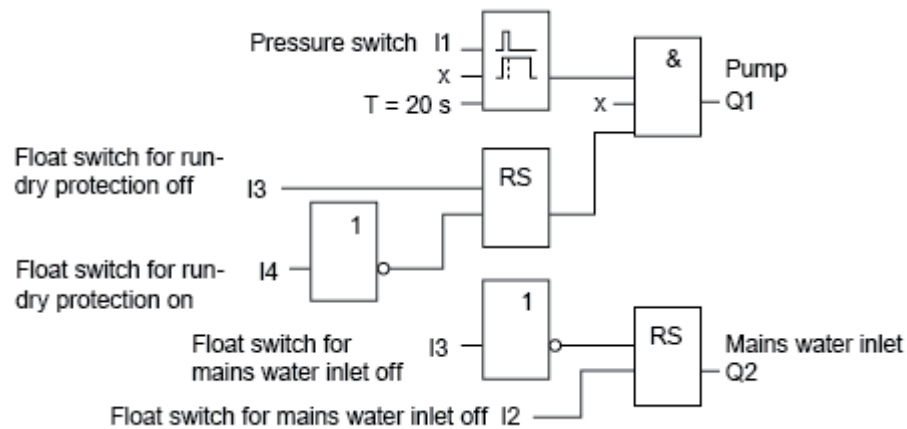 Pressure switch I1
x
T = 20 s
&
x
Pump
Q1
Float switch for run-
dry protection off
I3
RS
1
Float switch for run-
dry protection on
I4
1
Float switch for
mains water inlet off
I3
RS
Mains water inlet
Q2
Float switch for mains water inlet off I2